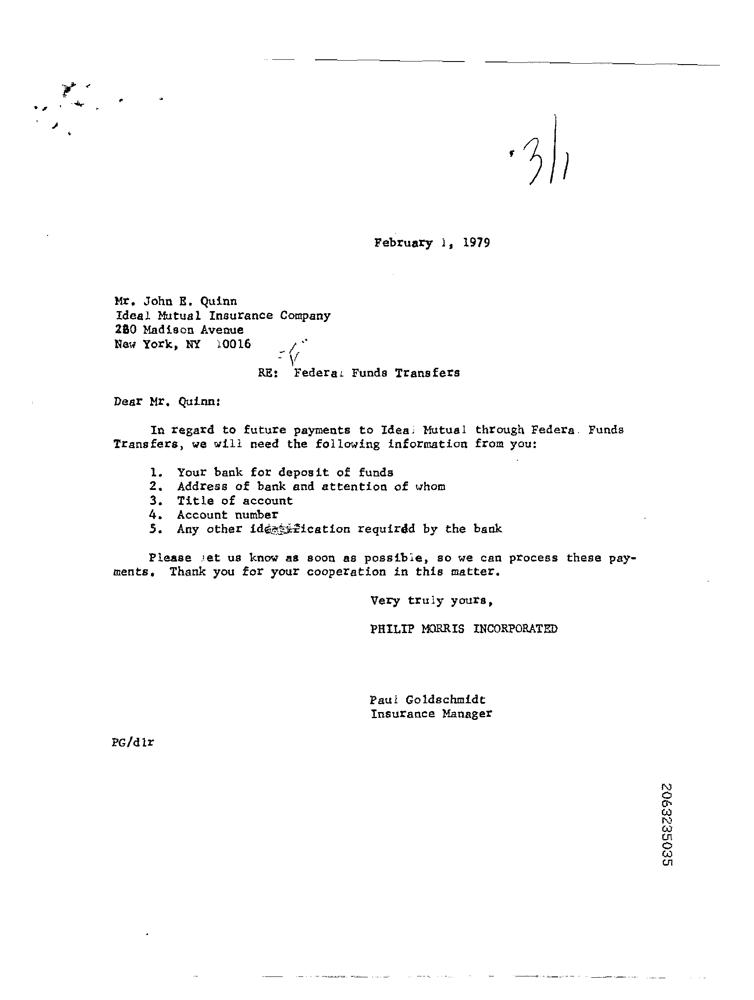 3/1
February 1, 1979
Mr. John E. Quinn
Ideal Mutual Insurance Company
280 Madison Avenue
New York, NY 10016
RE: Federal Funds Transfers
Dear Mr. Quinn:
In regard to future payments to Ideal Mutual through Federal Funds
Transfers, we will need the following information from you:
1. Your bank for deposit of funds
2. Address of bank and attention of whom
3. Title of account
4. Account number
5. Any other identification required by the bank
Please let us know as soon as possible, so we can process these pay-
ments. Thank you for your cooperation in this matter.
Very truly yours,
PHILIP MORRIS INCORPORATED
Paul Goldschmidt
Insurance Manager
PG/dlr
2063235035